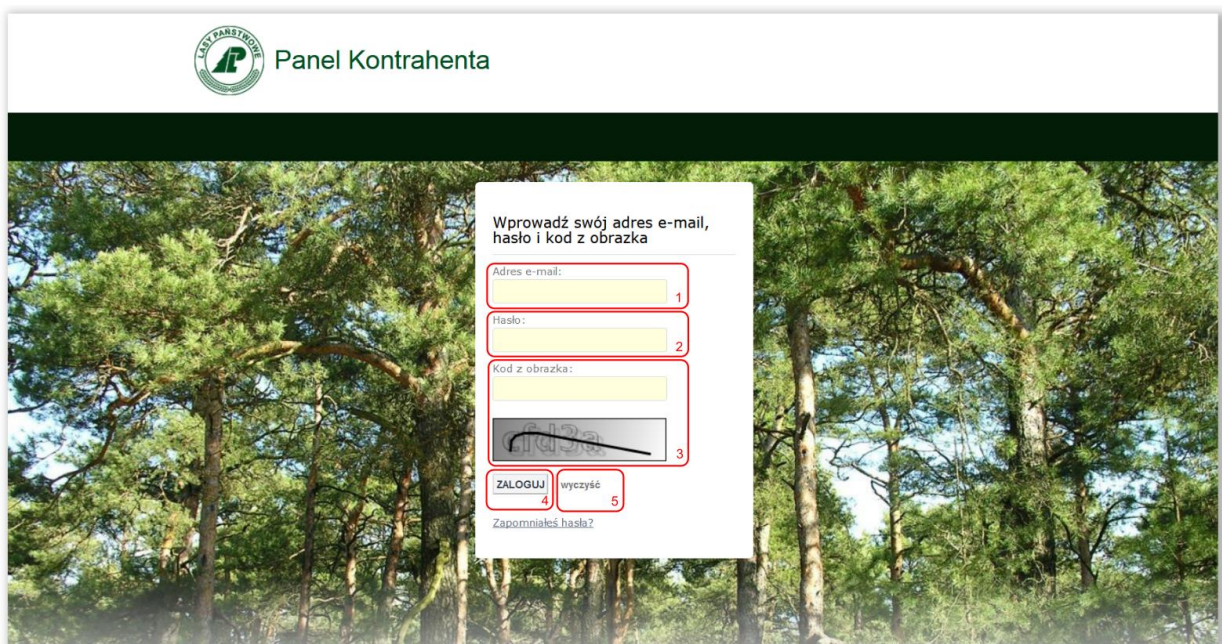 LASY PAŃSTWOWE
Panel Kontrahenta
Wprowadź swój adres e-mail,
hasło i kod z obrazka
Adres e-mail:
1
Hasło:
2
Kod z obrazka:
cfd3a
3
ZALOGUJ
4
wyczyść
5
Zapomniałeś hasła?